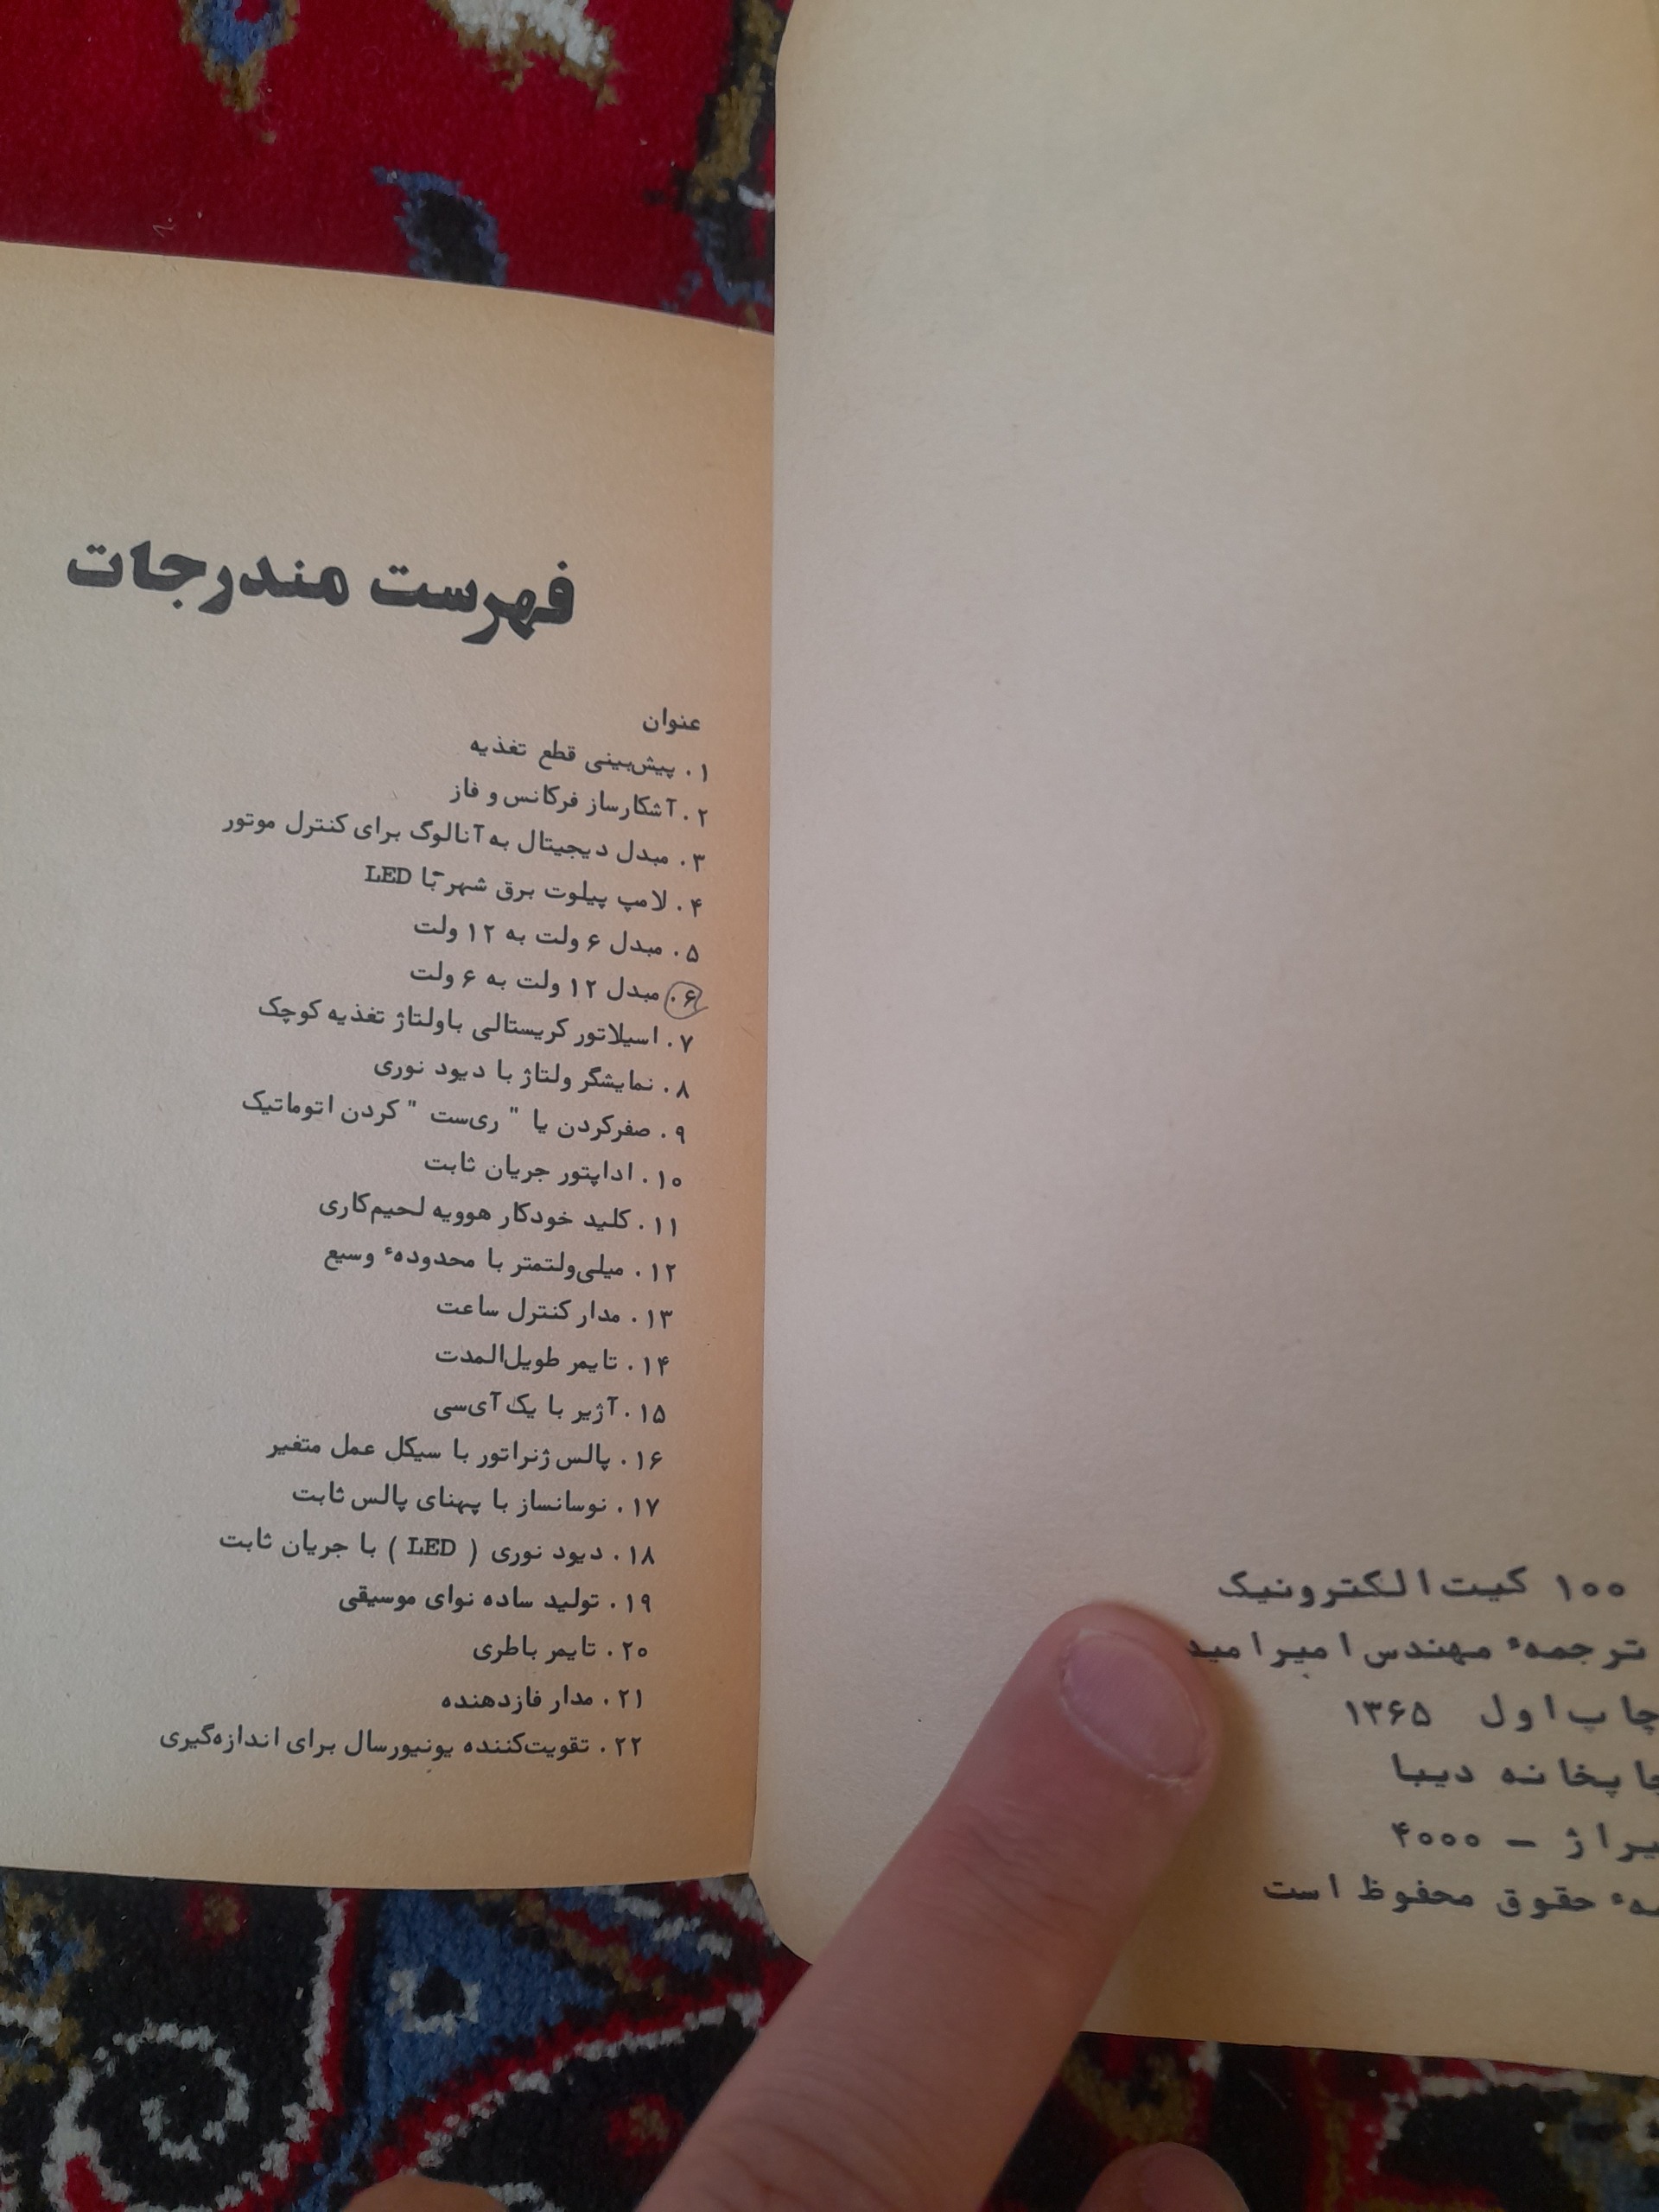 ۱۰۰ کیت الکترونیک
ترجمهٔ مهندس امیر امید
چاپ اول ۱۳۶۵
دیبا
۴۰۰۰ —
حقوق محفوظ است
فهرست مندرجات
عنوان
۱. پیش‌بینی قطع تغذیه
۲. آشکارساز فرکانس و فاز
۳. مبدل دیجیتال به آنالوگ برای کنترل موتور
۴. لامپ پیلوت برق شهر با LED
۵. مبدل ۶ ولت به ۱۲ ولت
۶. مبدل ۱۲ ولت به ۶ ولت
۷. اسیلاتور کریستالی باولتاژ تغذیه کوچک
۸. نمایشگر ولتاژ با دیود نوری
۹. صفرکردن یا " ری‌ست " کردن اتوماتیک
۱۰. اداپتور جریان ثابت
۱۱. کلید خودکار هوویه لحیم‌کاری
۱۲. میلی‌ولتمتر با محدودهٔ وسیع
۱۳. مدار کنترل ساعت
۱۴. تایمر طویل‌المدت
۱۵. آژیر با یک آی‌سی
۱۶. پالس ژنراتور با سیکل عمل متغیر
۱۷. نوسانساز با پهنای پالس ثابت
۱۸. دیود نوری ( LED ) با جریان ثابت
۱۹. تولید ساده نوای موسیقی
۲۰. تایمر باطری
۲۱. مدار فازدهنده
۲۲. تقویت‌کننده یونیورسال برای اندازه‌گیری